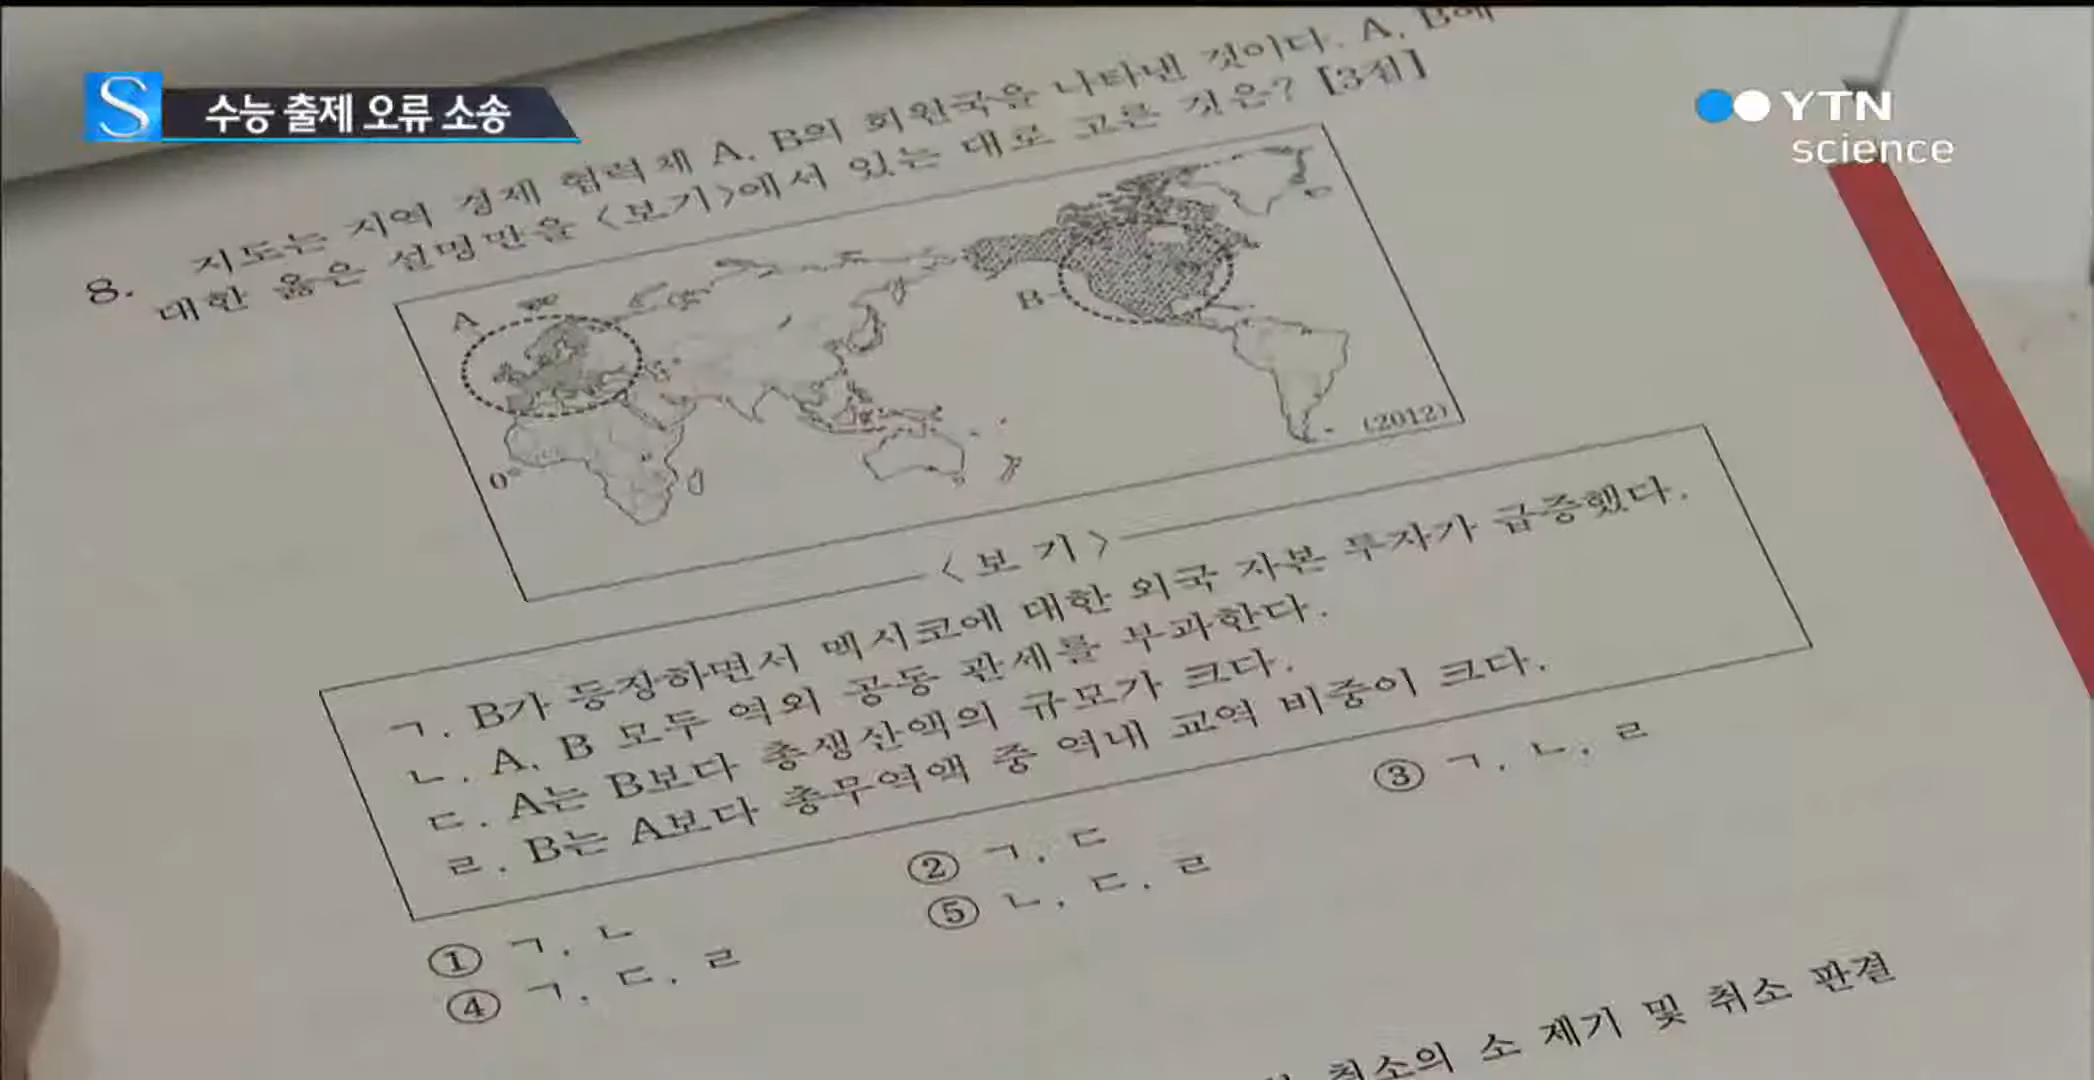 수능 출제 오류 소송
YTN
science
8. 지도는 지역 경제 협력체 A, B의 회원국을 나타낸 것이다. A, B에
대한 옳은 설명만을 <보기>에서 있는 대로 고른 것은? [3점]
A
B
0°
(2012)
<보 기>
ㄱ. B가 등장하면서 멕시코에 대한 외국 자본 투자가 급증했다.
ㄴ. A, B 모두 역외 공동 관세를 부과한다.
ㄷ. A는 B보다 총생산액의 규모가 크다.
ㄹ. B는 A보다 총무역액 중 역내 교역 비중이 크다.
① ㄱ, ㄴ
② ㄱ, ㄷ
③ ㄱ, ㄴ, ㄹ
④ ㄱ, ㄷ, ㄹ
⑤ ㄴ, ㄷ, ㄹ
취소의 소 제기 및 취소 판결